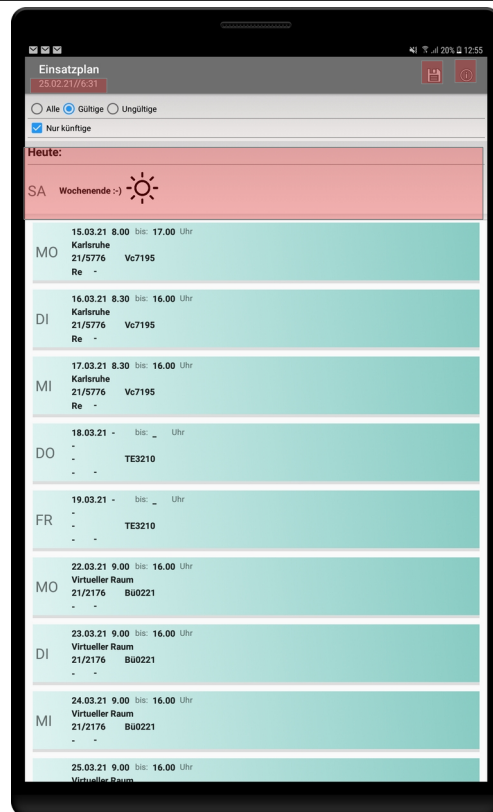 20% 12:55
Einsatzplan
25.02.21//6:31
Alle Gültige Ungültige
Nur künftige
Heute:
SA Wochenende :-)
15.03.21 8.00 bis: 17.00 Uhr
Karlsruhe
MO
21/5776 Vc7195
Re -
16.03.21 8.30 bis: 16.00 Uhr
Karlsruhe
DI
21/5776 Vc7195
Re -
17.03.21 8.30 bis: 16.00 Uhr
Karlsruhe
MI
21/5776 Vc7195
Re -
18.03.21 - bis: _ Uhr
-
DO
- TE3210
- -
19.03.21 - bis: _ Uhr
-
FR
- TE3210
- -
22.03.21 9.00 bis: 16.00 Uhr
Virtueller Raum
MO
21/2176 Bü0221
- -
23.03.21 9.00 bis: 16.00 Uhr
Virtueller Raum
DI
21/2176 Bü0221
- -
24.03.21 9.00 bis: 16.00 Uhr
Virtueller Raum
MI
21/2176 Bü0221
- -
25.03.21 9.00 bis: 16.00 Uhr
Virtueller Raum